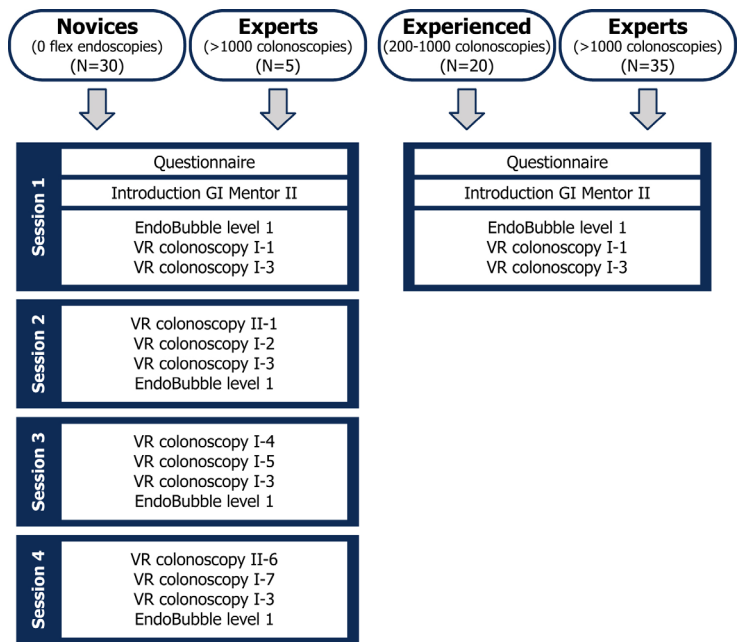 Novices
(0 flex endoscopies)
(N=30)
Experts
(>1000 colonoscopies)
(N=5)
Experienced
(200-1000 colonoscopies)
(N=20)
Experts
(>1000 colonoscopies)
(N=35)
Session 1
Questionnaire
Introduction GI Mentor II
EndoBubble level 1
VR colonoscopy I-1
VR colonoscopy I-3
Questionnaire
Introduction GI Mentor II
EndoBubble level 1
VR colonoscopy I-1
VR colonoscopy I-3
Session 2
VR colonoscopy II-1
VR colonoscopy I-2
VR colonoscopy I-3
EndoBubble level 1
Session 3
VR colonoscopy I-4
VR colonoscopy I-5
VR colonoscopy I-3
EndoBubble level 1
Session 4
VR colonoscopy II-6
VR colonoscopy I-7
VR colonoscopy I-3
EndoBubble level 1